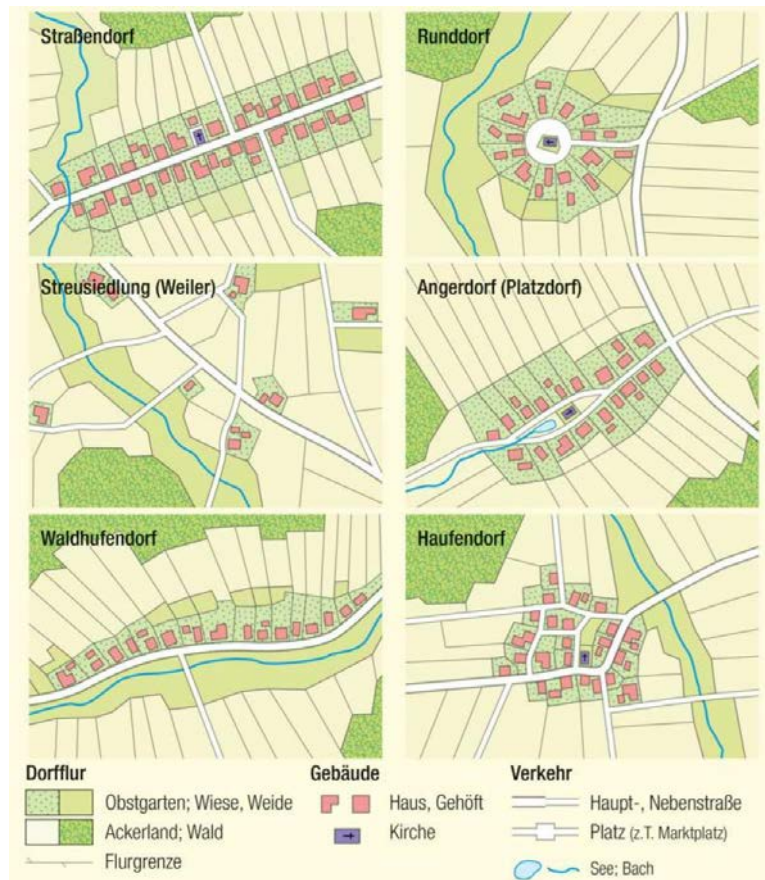 Straßendorf
Runddorf
Streusiedlung (Weiler)
Angerdorf (Platzdorf)
Waldhufendorf
Haufendorf
Dorfflur
Obstgarten; Wiese, Weide
Ackerland; Wald
Flurgrenze
Gebäude
Haus, Gehöft
Kirche
Verkehr
Haupt-, Nebenstraße
Platz (z.T. Marktplatz)
See; Bach